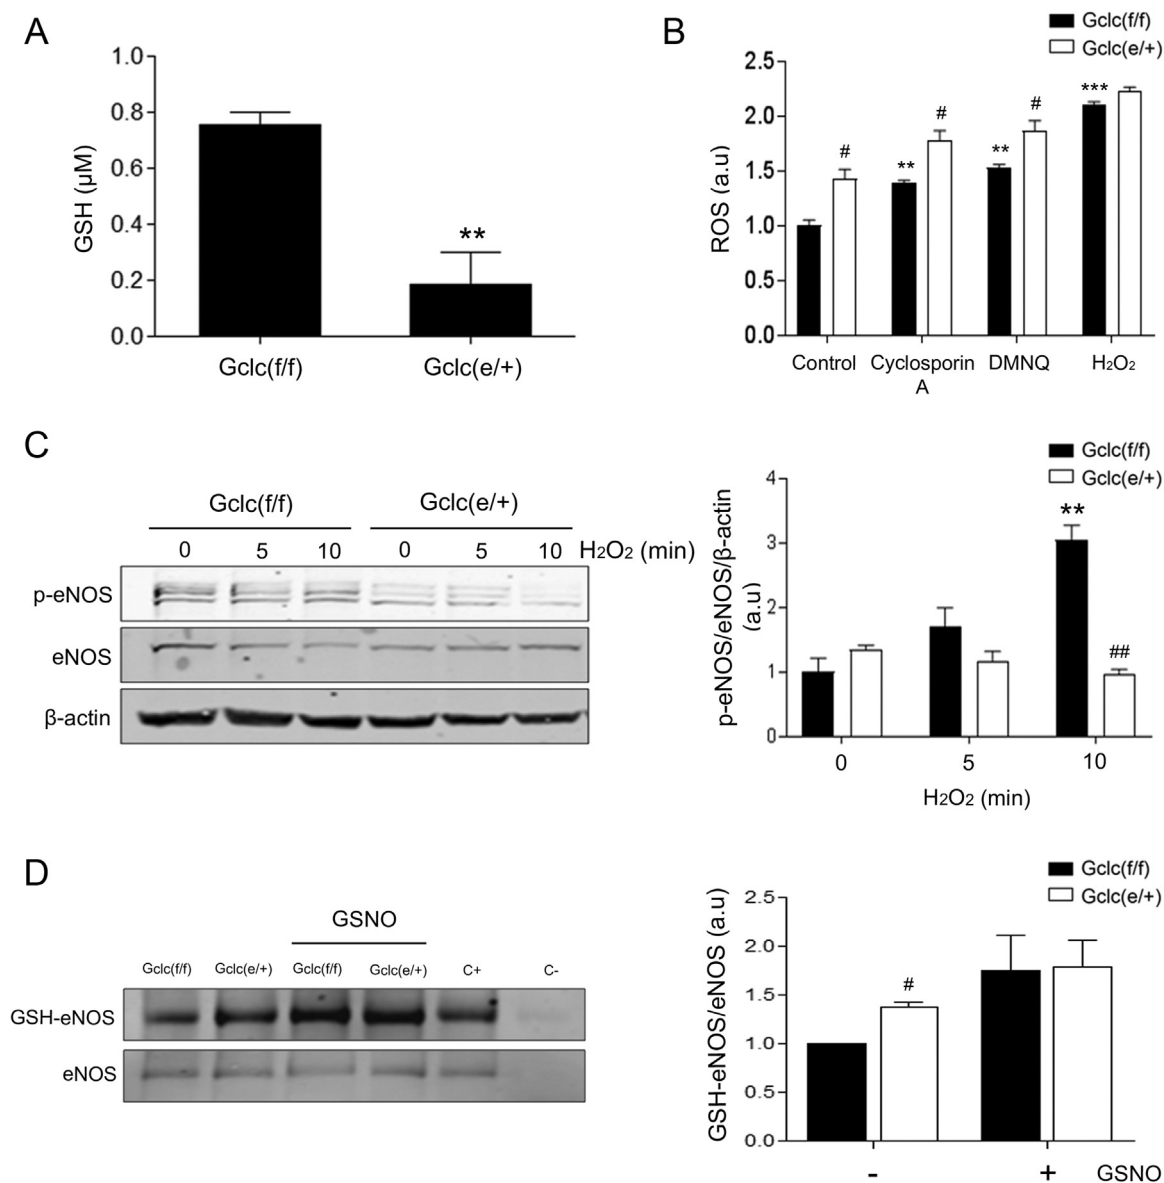 A
1.0
0.8
0.6
0.4
0.2
0.0
GSH (μM)
**
Gclc(f/f)
Gclc(e/+)
B
Gclc(f/f)
Gclc(e/+)
2.5
2.0
1.5
1.0
0.5
0.0
ROS (a.u)
#
**
#
**
#
***
Control
Cyclosporin
A
DMNQ
H2O2
C
Gclc(f/f)
Gclc(e/+)
0 5 10 0 5 10 H2O2 (min)
p-eNOS
eNOS
β-actin
Gclc(f/f)
Gclc(e/+)
4
3
2
1
0
p-eNOS/eNOS/β-actin
(a.u)
**
##
0 5 10
H2O2 (min)
D
GSNO
Gclc(f/f) Gclc(e/+) Gclc(f/f) Gclc(e/+) C+ C-
GSH-eNOS
eNOS
Gclc(f/f)
Gclc(e/+)
2.5
2.0
1.5
1.0
0.5
0.0
GSH-eNOS/eNOS (a.u)
#
- + GSNO